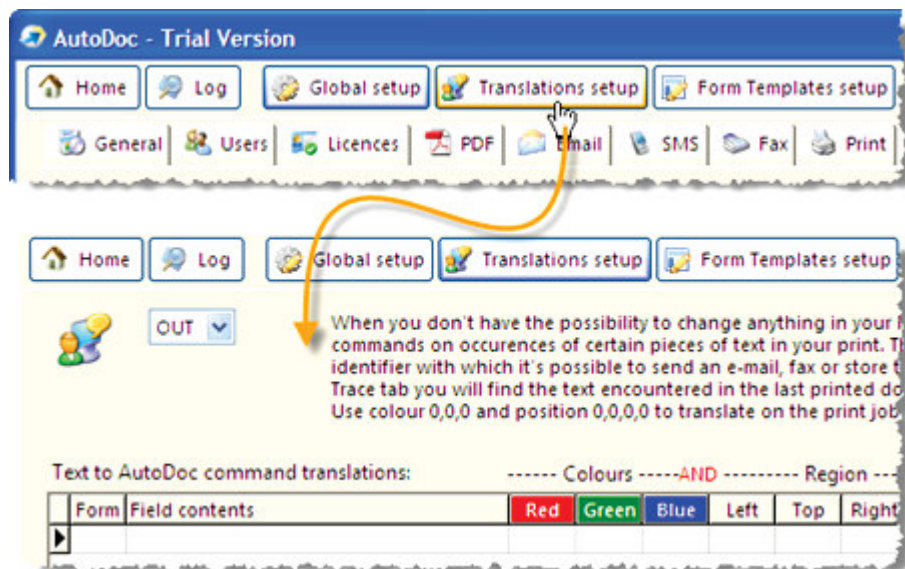 AutoDoc - Trial Version
Home Log Global setup Translations setup Form Templates setup
General Users Licences PDF Email SMS Fax Print
Home Log Global setup Translations setup Form Templates setup
OUT
When you don't have the possibility to change anything in your
commands on occurences of certain pieces of text in your print.
identifier with which it's possible to send an e-mail, fax or store
Trace tab you will find the text encountered in the last printed
Use colour 0,0,0 and position 0,0,0,0 to translate on the print job
Text to AutoDoc command translations: ------ Colours -----AND --------- Region ---
Form Field contents Red Green Blue Left Top Right